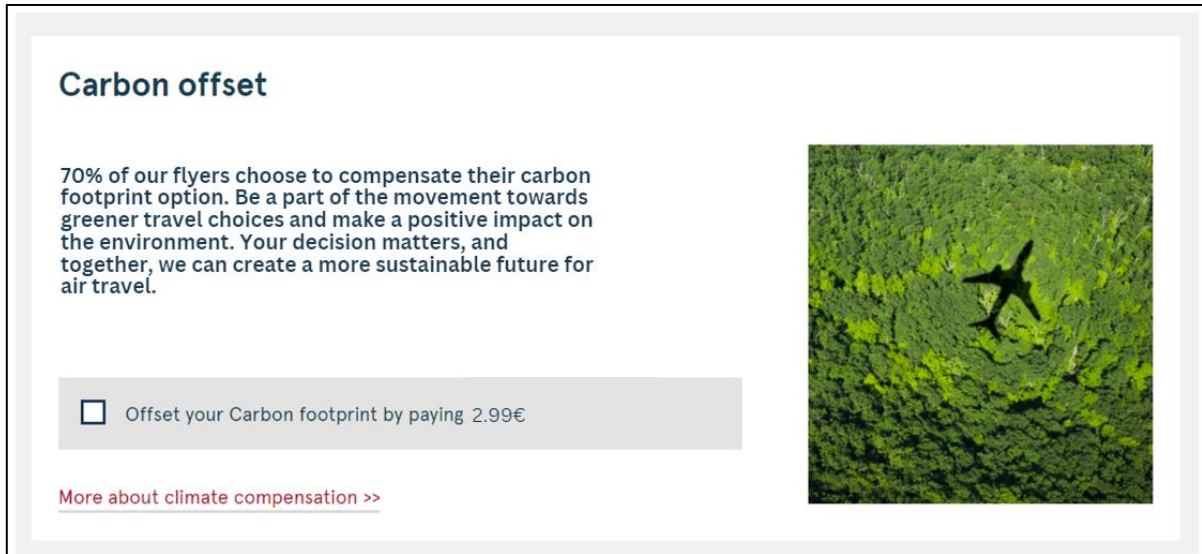 Carbon offset
70% of our flyers choose to compensate their carbon
footprint option. Be a part of the movement towards
greener travel choices and make a positive impact on
the environment. Your decision matters, and
together, we can create a more sustainable future for
air travel.
Offset your Carbon footprint by paying 2.99€
More about climate compensation >>